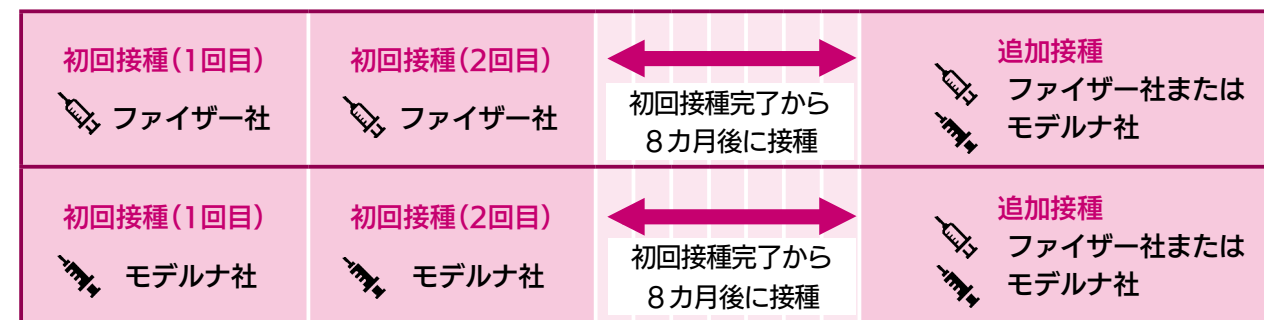 初回接種(1回目)
ファイザー社
初回接種(2回目)
ファイザー社
初回接種完了から
8カ月後に接種
追加接種
ファイザー社または
モデルナ社
初回接種(1回目)
モデルナ社
初回接種(2回目)
モデルナ社
初回接種完了から
8カ月後に接種
追加接種
ファイザー社または
モデルナ社